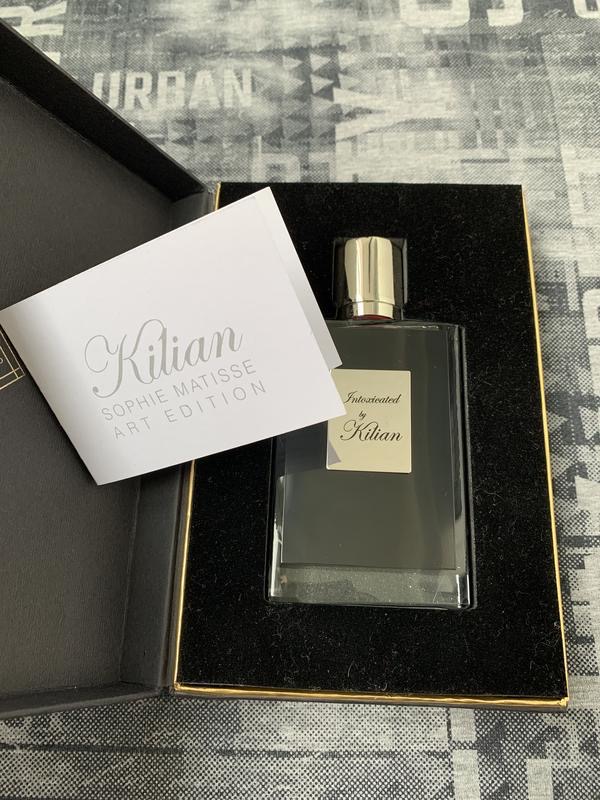 URBAN
Kilian
SOPHIE MATISSE
ART EDITION
Intoxicated
by
Kilian